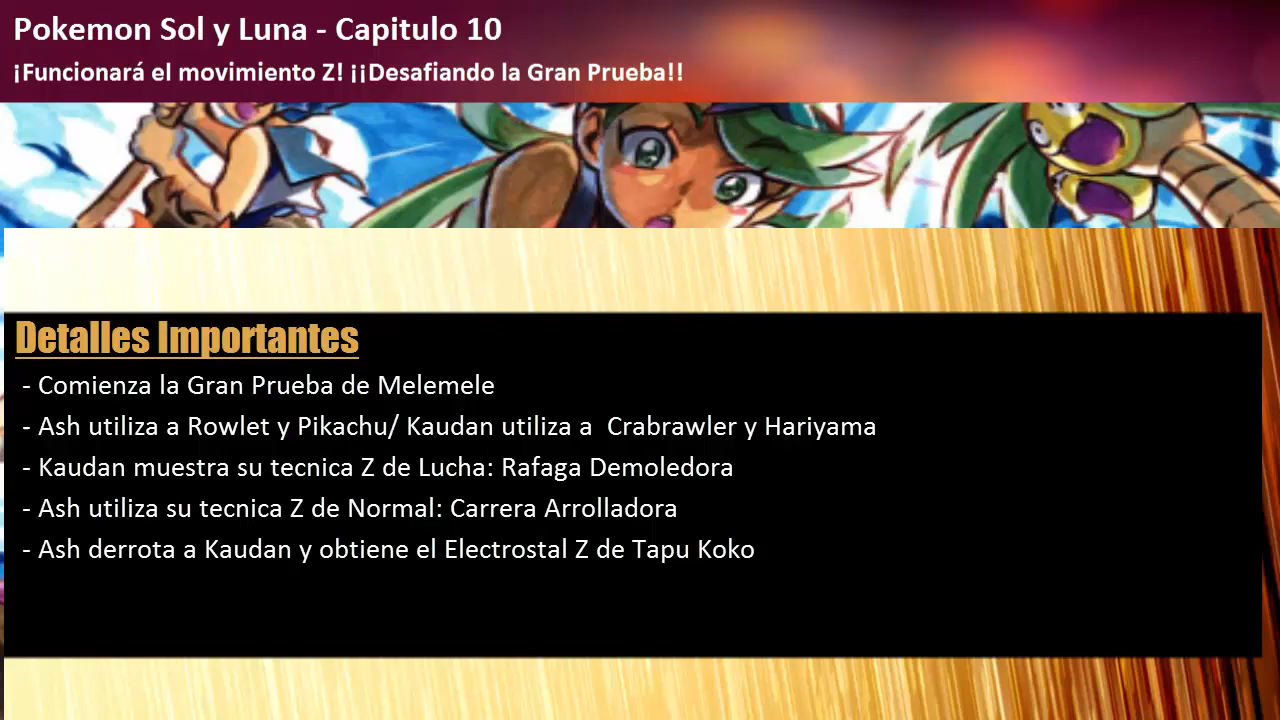 Pokemon Sol y Luna - Capitulo 10
¡Funcionará el movimiento Z! ¡¡Desafiando la Gran Prueba!!
Detalles Importantes
- Comienza la Gran Prueba de Melemele
- Ash utiliza a Rowlet y Pikachu/ Kaudan utiliza a  Crabrawler y Hariyama
- Kaudan muestra su tecnica Z de Lucha: Rafaga Demoledora
- Ash utiliza su tecnica Z de Normal: Carrera Arrolladora
- Ash derrota a Kaudan y obtiene el Electrostal Z de Tapu Koko